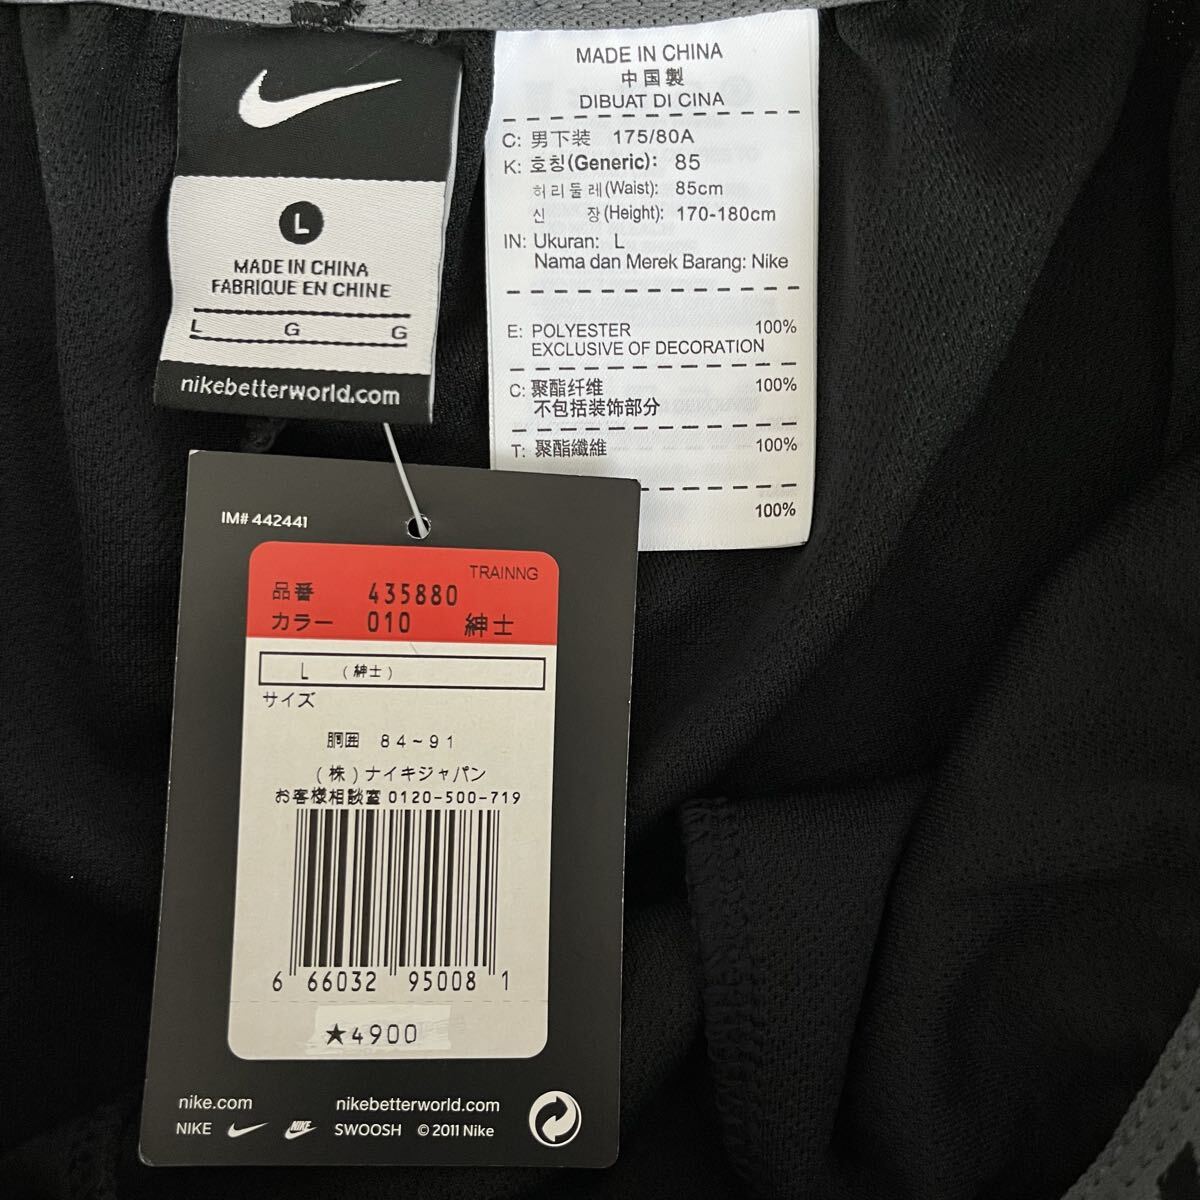 L
MADE IN CHINA
FABRIQUE EN CHINE
L G G
nikebetterworld.com
MADE IN CHINA
中国製
DIBUAT DI CINA
C: 男下装 175/80A
K: 호칭(Generic): 85
허리둘레(Waist): 85cm
신 장(Height): 170-180cm
IN: Ukuran: L
Nama dan Merek Barang: Nike
E: POLYESTER 100%
EXCLUSIVE OF DECORATION
C: 聚酯纤维 100%
不包括装饰部分
T: 聚酯纖維 100%
100%
IM# 442441
TRAINNG
品番 435880
カラー 010 紳士
L (紳士)
サイズ
胴囲 84~91
(株)ナイキジャパン
お客様相談室 0120-500-719
6 66032 95008 1
★4900
nike.com nikebetterworld.com
NIKE NIKE SWOOSH © 2011 Nike